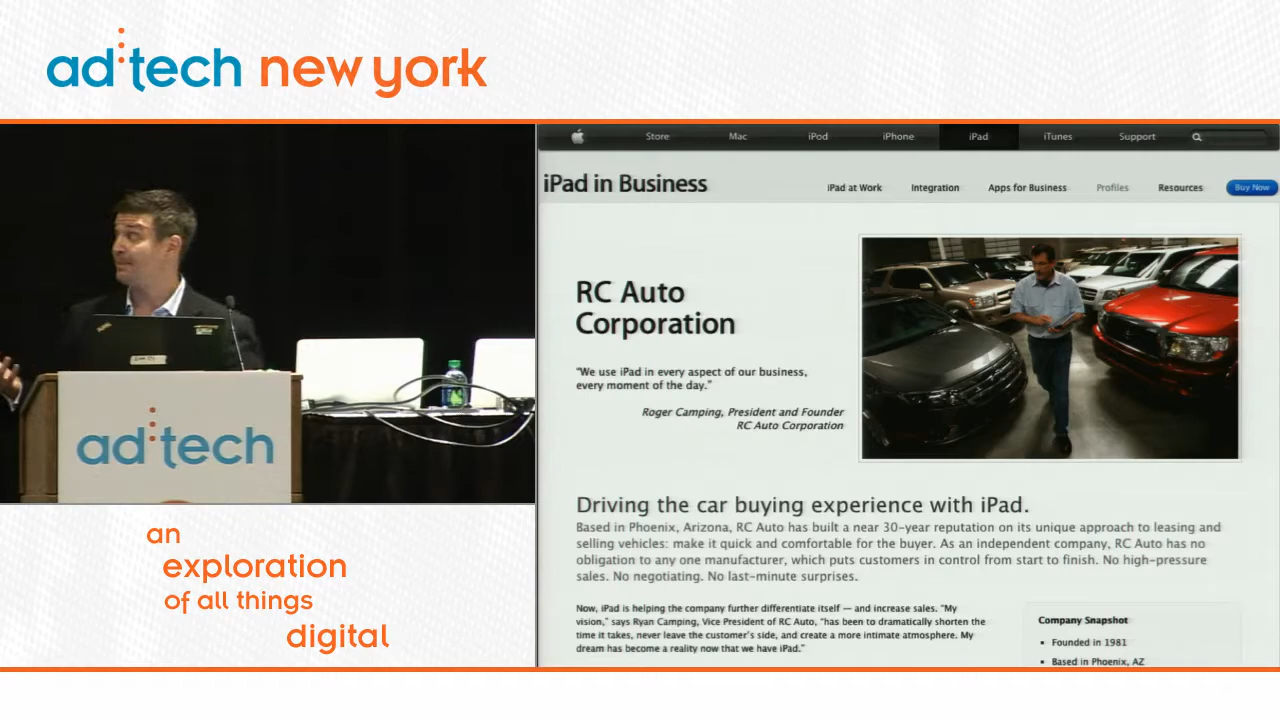 ad:tech new york
ad:tech
an
exploration
of all things
digital
Store Mac iPod iPhone iPad iTunes Support
iPad in Business
iPad at Work Integration Apps for Business Profiles Resources Buy Now
RC Auto
Corporation
“We use iPad in every aspect of our business,
every moment of the day.”
Roger Camping, President and Founder
RC Auto Corporation
Driving the car buying experience with iPad.
Based in Phoenix, Arizona, RC Auto has built a near 30-year reputation on its unique approach to leasing and
selling vehicles: make it quick and comfortable for the buyer. As an independent company, RC Auto has no
obligation to any one manufacturer, which puts customers in control from start to finish. No high-pressure
sales. No negotiating. No last-minute surprises.
Now, iPad is helping the company further differentiate itself — and increase sales. “My
vision,” says Ryan Camping, Vice President of RC Auto, “has been to dramatically shorten the
time it takes, never leave the customer’s side, and create a more intimate atmosphere. My
dream has become a reality now that we have iPad.”
Company Snapshot
• Founded in 1981
• Based in Phoenix, AZ